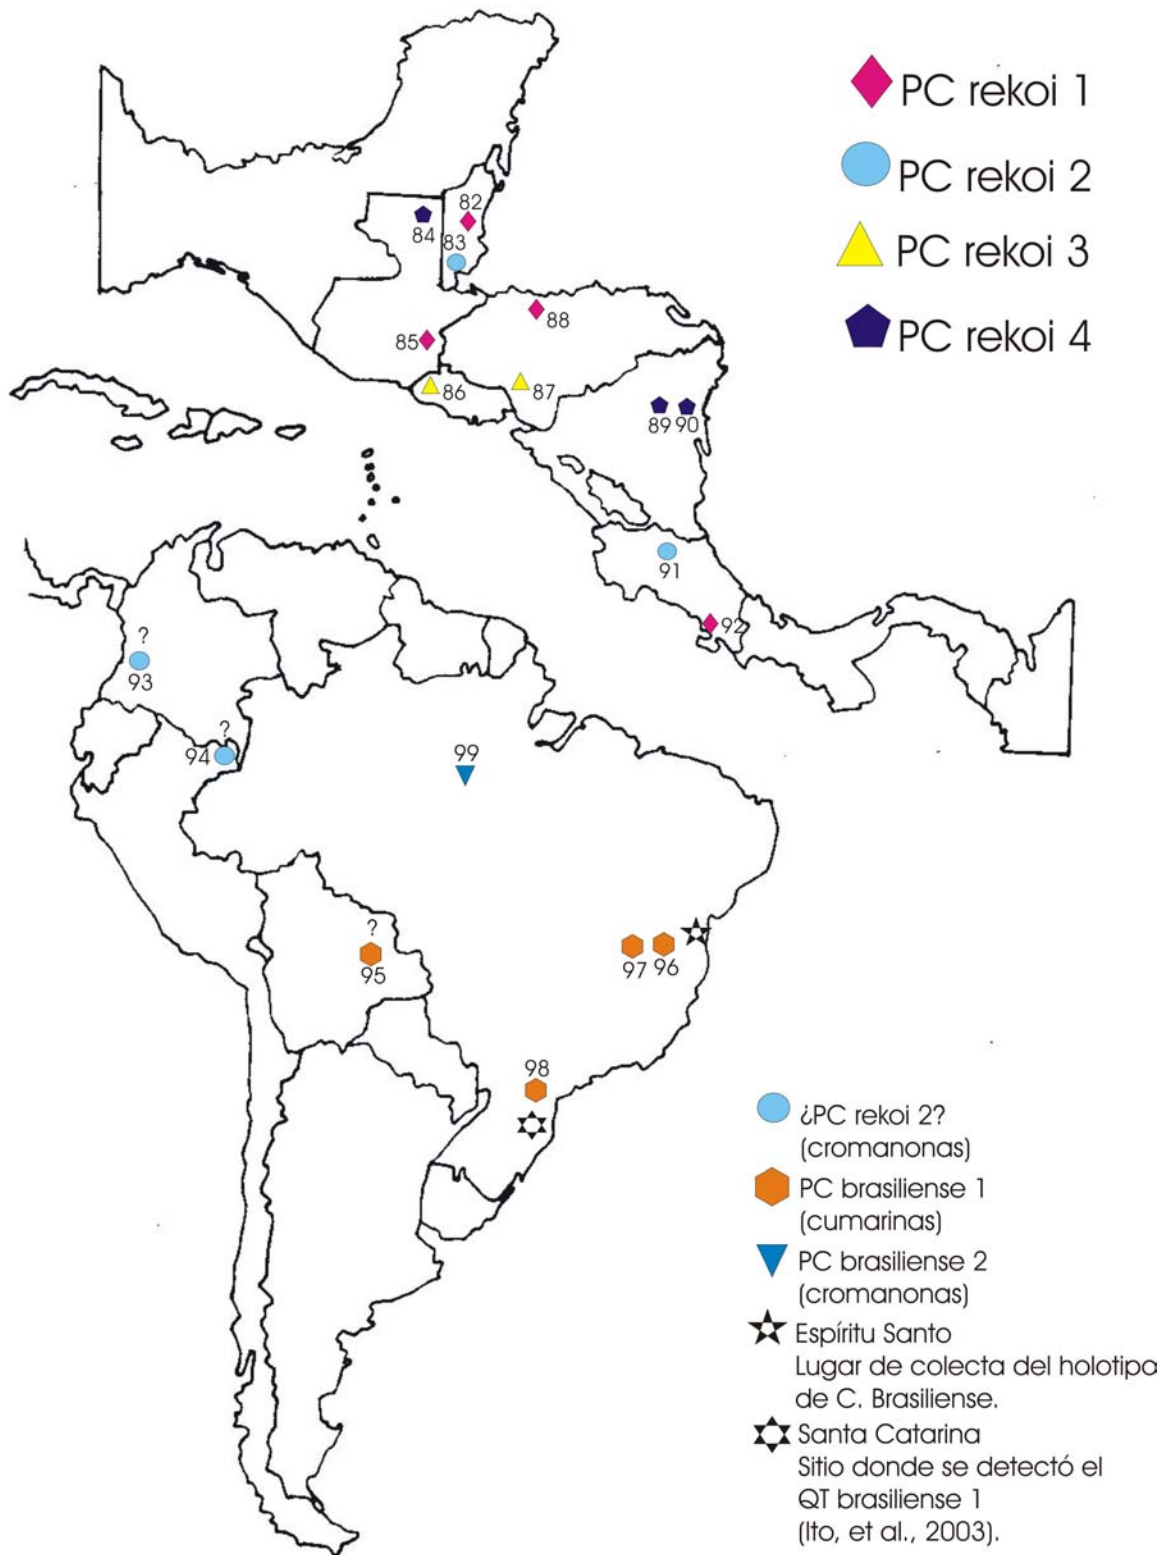 PC rekoi 1
PC rekoi 2
PC rekoi 3
PC rekoi 4
82
84
83
88
85
86
87
89
90
91
92
?
93
?
94
99
?
95
97
96
98
¿PC rekoi 2?
(cromanonas)
PC brasiliense 1
(cumarinas)
PC brasiliense 2
(cromanonas)
Espíritu Santo
Lugar de colecta del holotipo
de C. Brasiliense.
Santa Catarina
Sitio donde se detectó el
QT brasiliense 1
(Ito, et al., 2003).